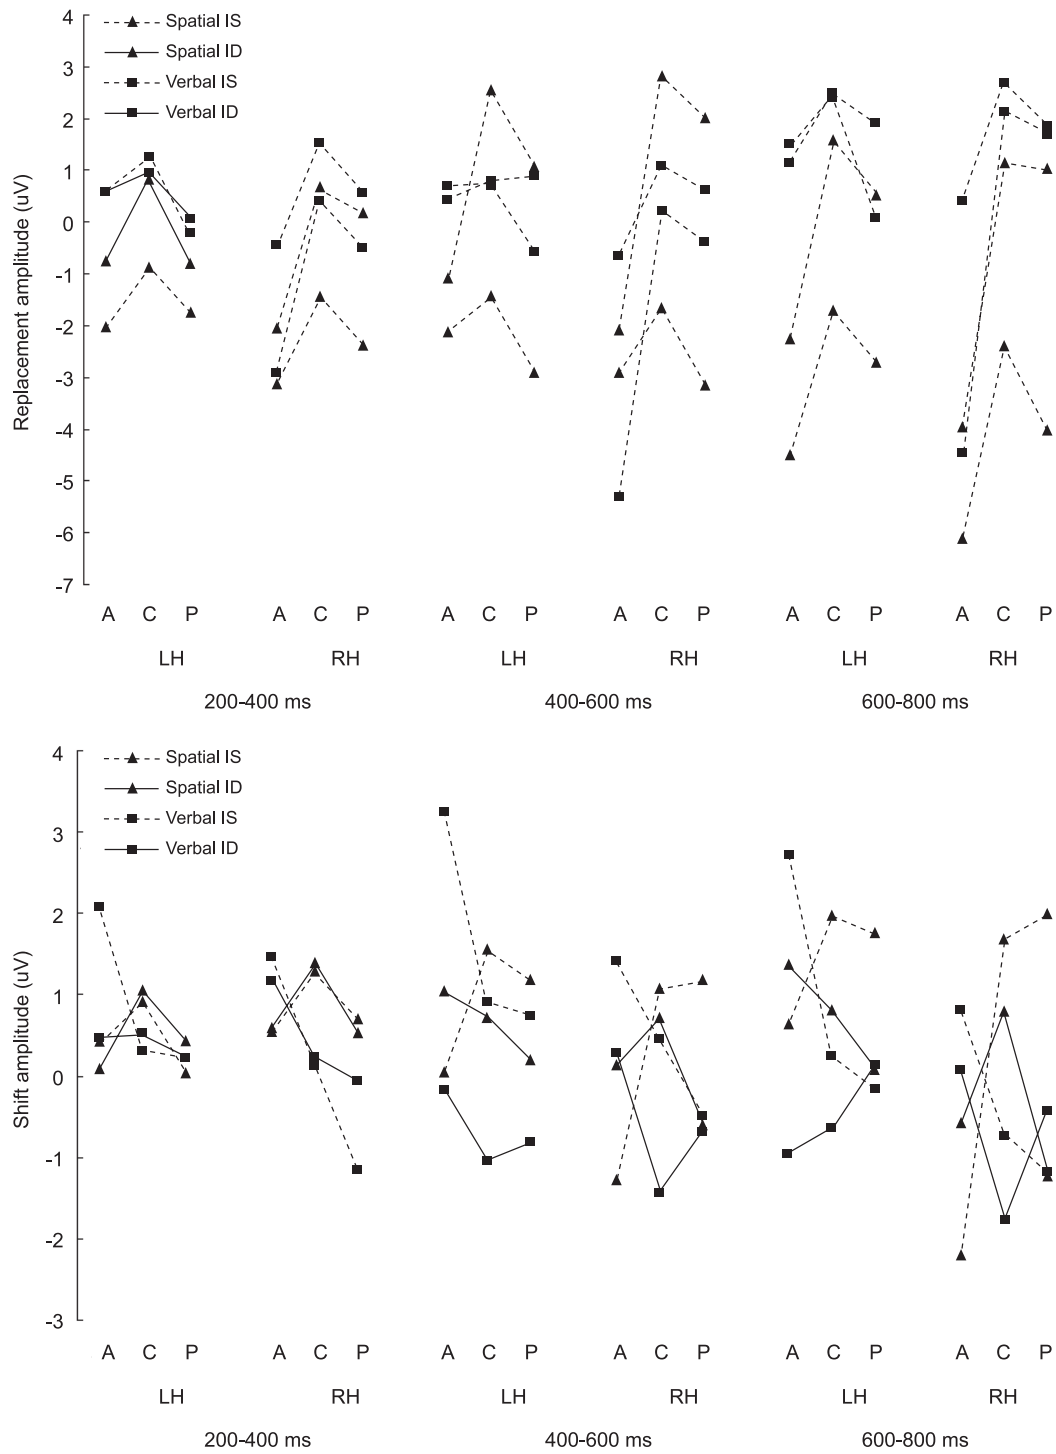 4
Spatial IS
Spatial ID
3
Verbal IS
Verbal ID
2
1
0
-1
-2
-3
-4
-5
-6
-7
Replacement amplitude (uV)
A C P A C P A C P A C P A C P A C P
LH RH LH RH LH RH
200-400 ms 400-600 ms 600-800 ms
4
Spatial IS
Spatial ID
Verbal IS
3
Verbal ID
2
1
0
-1
-2
-3
Shift amplitude (uV)
A C P A C P A C P A C P A C P A C P
LH RH LH RH LH RH
200-400 ms 400-600 ms 600-800 ms